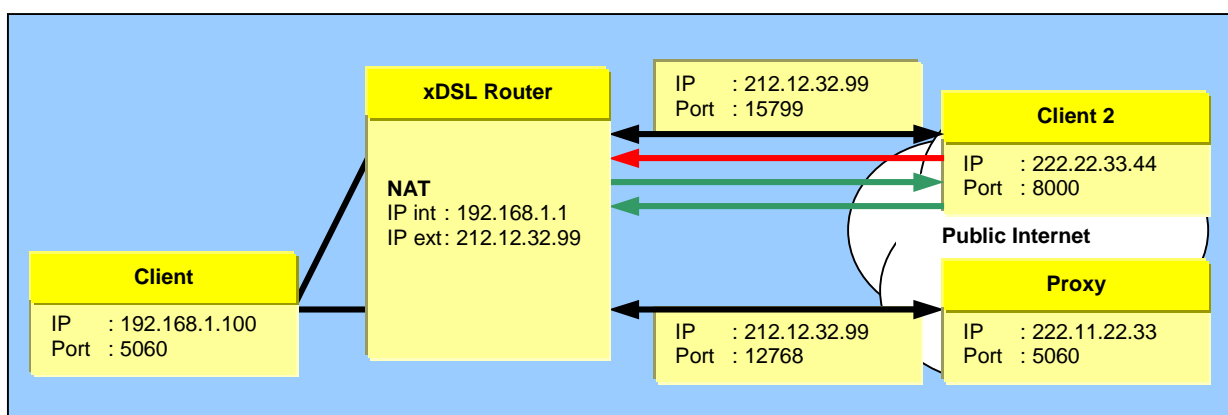 xDSL Router
NAT
IP int : 192.168.1.1
IP ext : 212.12.32.99
IP : 212.12.32.99
Port : 15799
Client 2
IP : 222.22.33.44
Port : 8000
Public Internet
Client
IP : 192.168.1.100
Port : 5060
IP : 212.12.32.99
Port : 12768
Proxy
IP : 222.11.22.33
Port : 5060